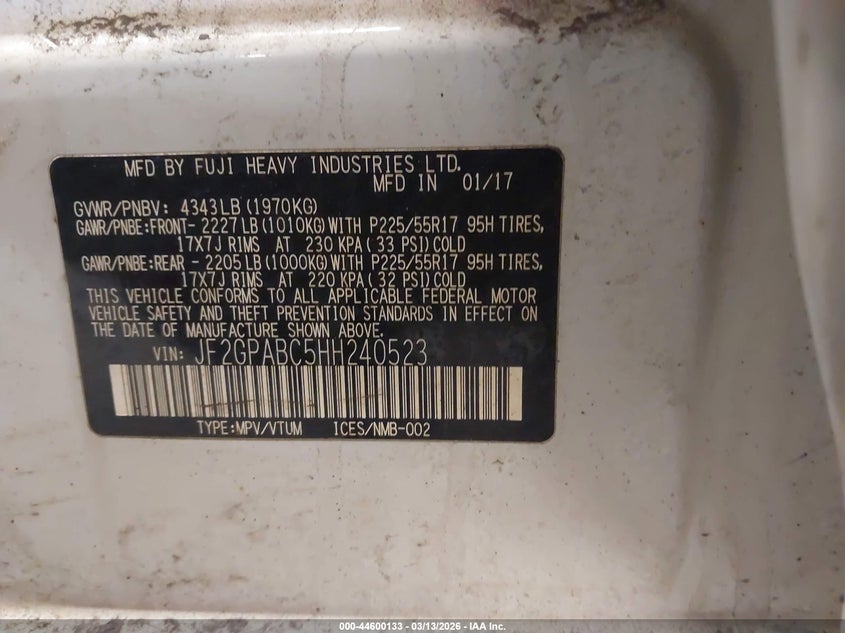 MFD BY FUJI HEAVY INDUSTRIES LTD.
MFD IN 01/17
GVWR/PNBV: 4343LB (1970KG)
GAWR/PNBE:FRONT- 2227LB (1010KG) WITH P225/55R17 95H TIRES,
17X7J RIMS AT 230 KPA( 33 PSI) COLD
GAWR/PNBE:REAR - 2205LB (1000KG) WITH P225/55R17 95H TIRES,
17X7J RIMS AT 220 KPA( 32 PSI) COLD
THIS VEHICLE CONFORMS TO ALL APPLICABLE FEDERAL MOTOR
VEHICLE SAFETY AND THEFT PREVENTION STANDARDS IN EFFECT ON
THE DATE OF MANUFACTURE SHOWN ABOVE.
VIN: JF2GPABC5HH240523
TYPE:MPV/VTUM ICES/NMB-002
000-44600133 - 03/13/2026 - IAA Inc.